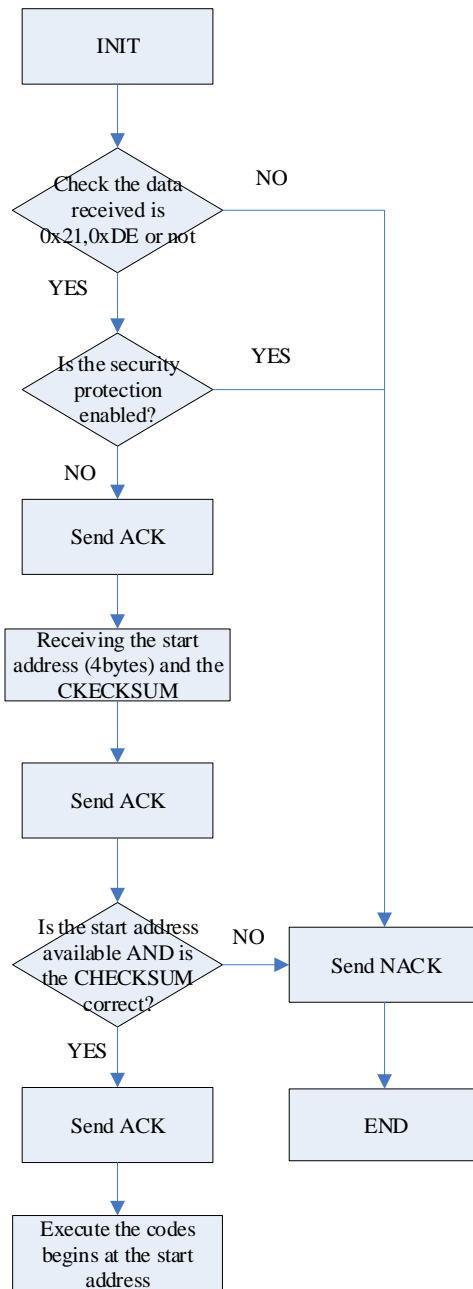 INIT
Check the data
received is
0x21,0xDE or not
NO
YES
Is the security
protection
enabled?
YES
NO
Send ACK
Receiving the start
address (4bytes) and the
CKECKSUM
Send ACK
Is the start address
available AND is
the CHECKSUM
correct?
NO
Send NACK
YES
Send ACK
END
Execute the codes
begins at the start
address